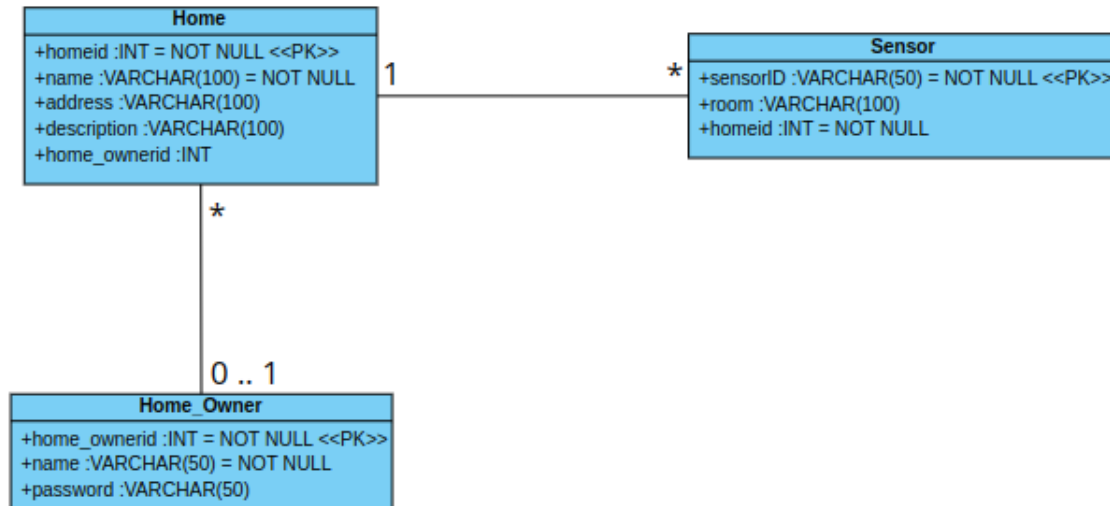 Home
+homeid :INT = NOT NULL <<PK>>
+name :VARCHAR(100) = NOT NULL
+address :VARCHAR(100)
+description :VARCHAR(100)
+home_ownerid :INT
1
*
Sensor
+sensorID :VARCHAR(50) = NOT NULL <<PK>>
+room :VARCHAR(100)
+homeid :INT = NOT NULL
*
0 .. 1
Home_Owner
+home_ownerid :INT = NOT NULL <<PK>>
+name :VARCHAR(50) = NOT NULL
+password :VARCHAR(50)